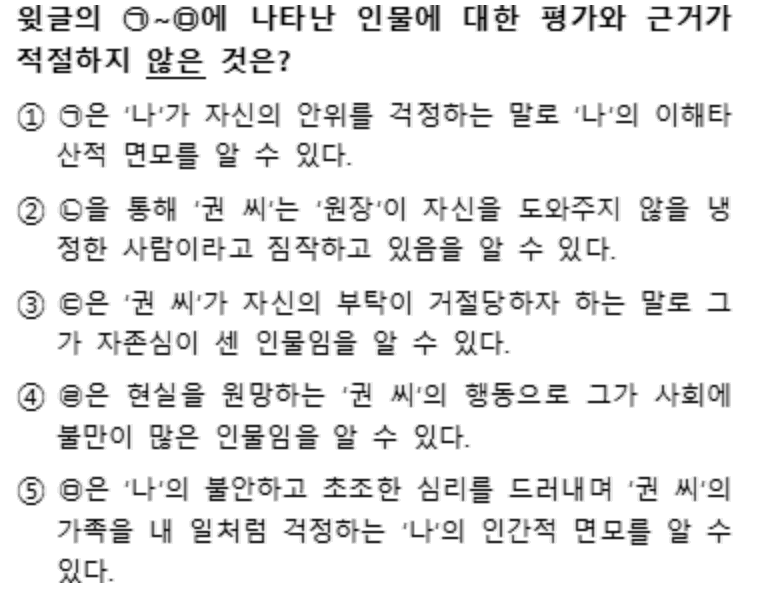 윗글의 ㉠~㉤에 나타난 인물에 대한 평가와 근거가
적절하지 않은 것은?
① ㉠은 '나'가 자신의 안위를 걱정하는 말로 '나'의 이해타
산적 면모를 알 수 있다.
② ㉡을 통해 '권 씨'는 '원장'이 자신을 도와주지 않을 냉
정한 사람이라고 짐작하고 있음을 알 수 있다.
③ ㉢은 '권 씨'가 자신의 부탁이 거절당하자 하는 말로 그
가 자존심이 센 인물임을 알 수 있다.
④ ㉣은 현실을 원망하는 '권 씨'의 행동으로 그가 사회에
불만이 많은 인물임을 알 수 있다.
⑤ ㉤은 '나'의 불안하고 초조한 심리를 드러내며 '권 씨'의
가족을 내 일처럼 걱정하는 '나'의 인간적 면모를 알 수
있다.